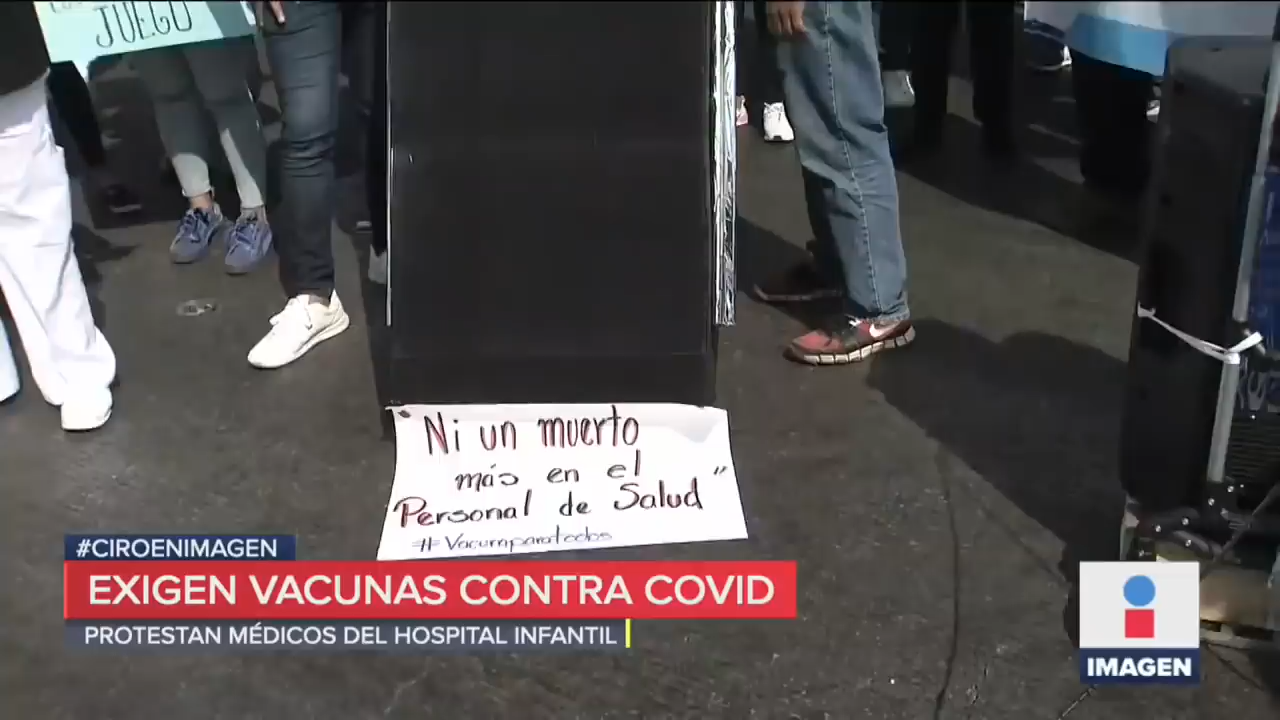 JUEGO
"Ni un muerto
más en el
Personal de Salud"
#Vacunaparatodos
#CIROENIMAGEN
EXIGEN VACUNAS CONTRA COVID
PROTESTAN MÉDICOS DEL HOSPITAL INFANTIL
IMAGEN